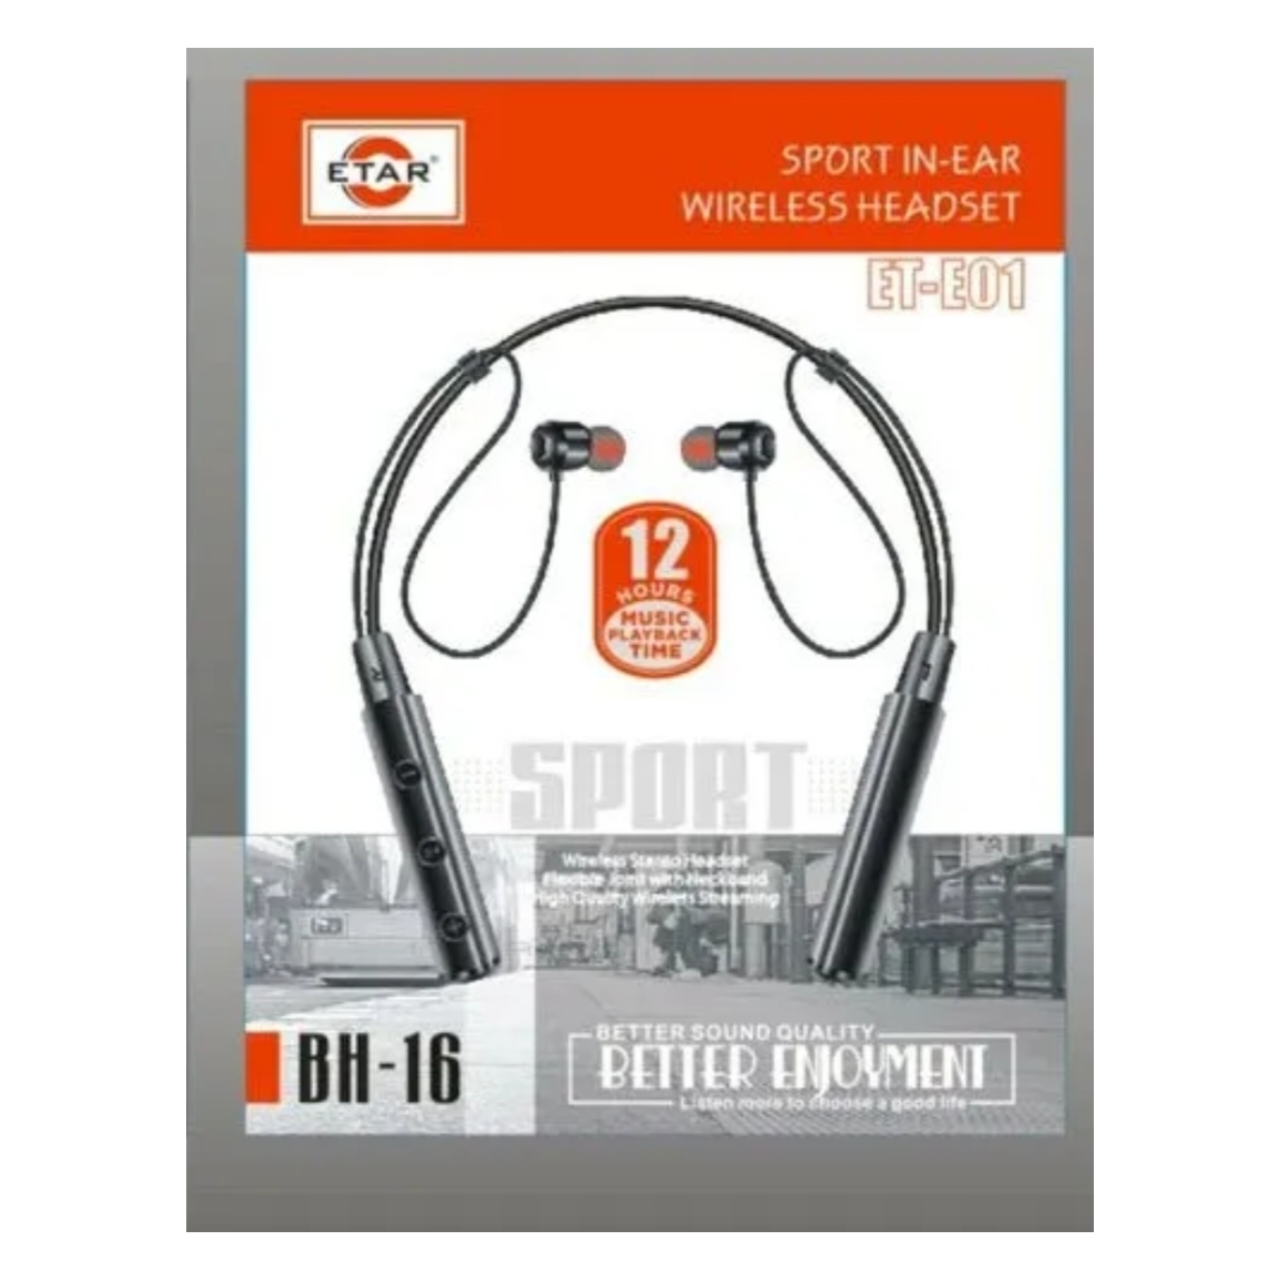 ETAR®
SPORT IN-EAR
WIRELESS HEADSET
ET-E01
12
HOURS
MUSIC
PLAYBACK
TIME
SPORT
Wireless Stereo Headset
Flexible Joint with Neckband
High Quality Wireless Streaming
BH-16
BETTER SOUND QUALITY
BETTER ENJOYMENT
Listen more to choose a good life